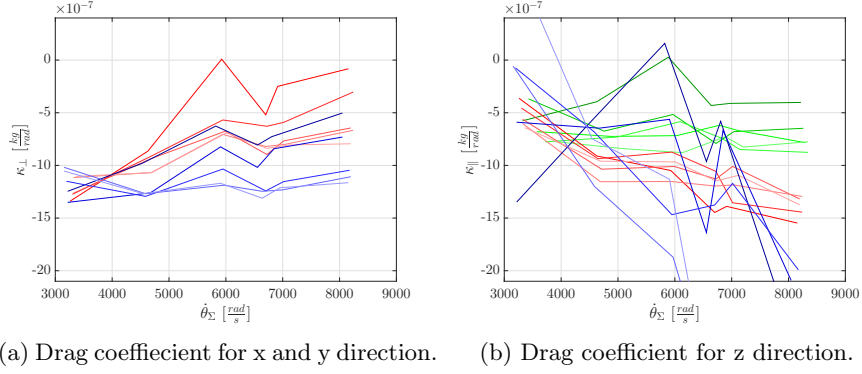 ×10⁻⁷
×10⁻⁷
0
-5
-10
-15
-20
κ⊥ [kg/rad]
3000 4000 5000 6000 7000 8000 9000
θ̇Σ [rad/s]
0
-5
-10
-15
-20
κ∥ [kg/rad]
3000 4000 5000 6000 7000 8000 9000
θ̇Σ [rad/s]
(a) Drag coeffiecient for x and y direction.
(b) Drag coefficient for z direction.